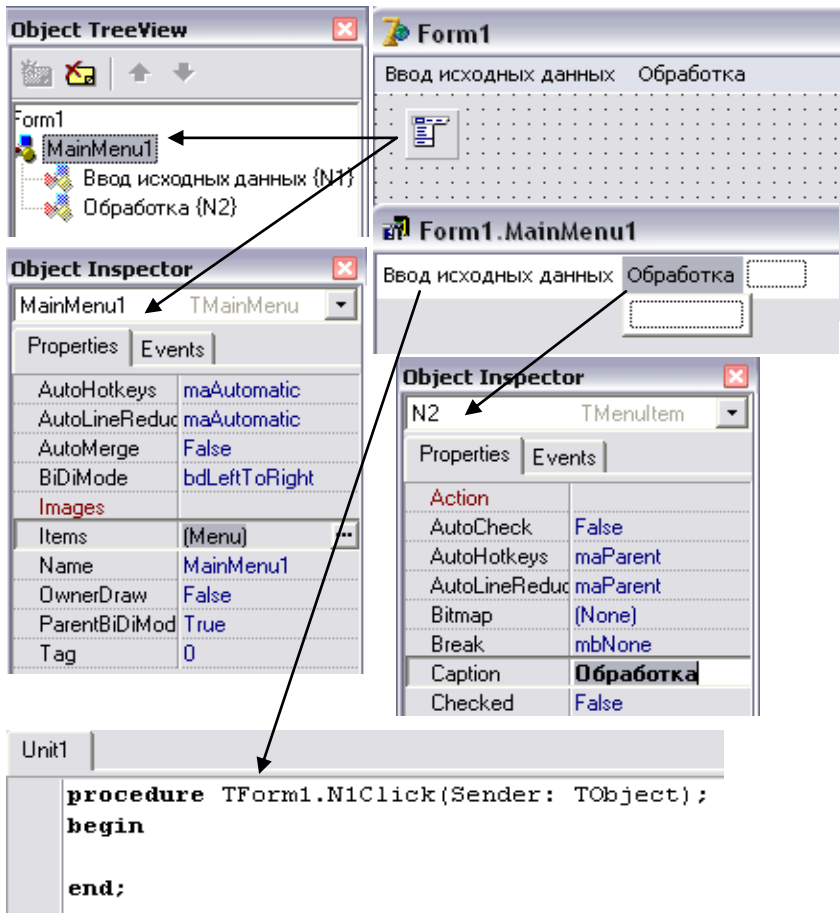 Object TreeView
Form1
MainMenu1
Ввод исходных данных {N1}
Обработка {N2}
Form1
Ввод исходных данных Обработка
Form1.MainMenu1
Ввод исходных данных Обработка
Object Inspector
MainMenu1 TMainMenu
Properties Events
AutoHotkeys maAutomatic
AutoLineReduc maAutomatic
AutoMerge False
BiDiMode bdLeftToRight
Images
Items (Menu) ...
Name MainMenu1
OwnerDraw False
ParentBiDiMod True
Tag 0
Object Inspector
N2 TMenuItem
Properties Events
Action
AutoCheck False
AutoHotkeys maParent
AutoLineReduc maParent
Bitmap (None)
Break mbNone
Caption Обработка
Checked False
Unit1
procedure TForm1.N1Click(Sender: TObject);
begin
end;